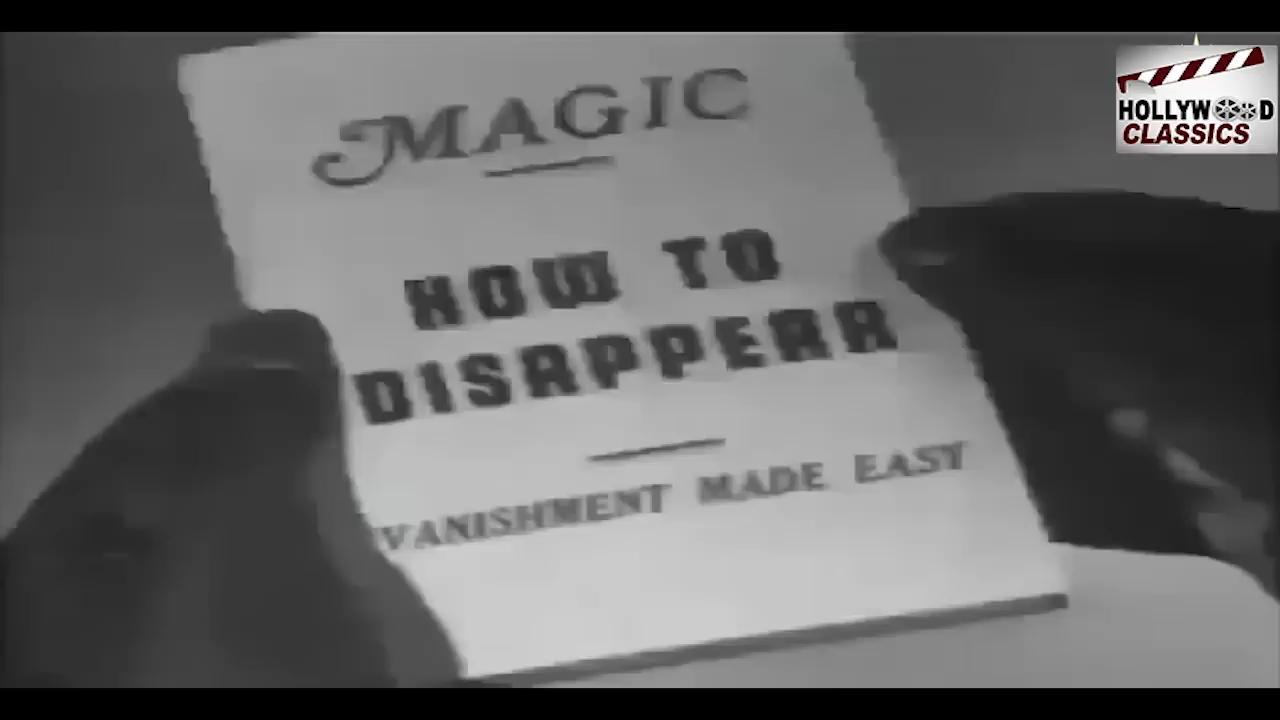 MAGIC
HOW TO
DISAPPEAR
VANISHMENT MADE EASY
HOLLYWOOD
CLASSICS